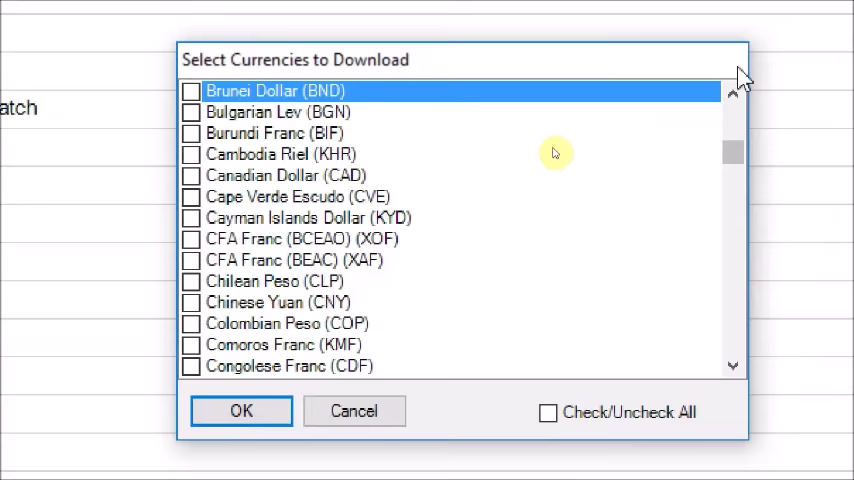 Select Currencies to Download
atch
Brunei Dollar (BND)
Bulgarian Lev (BGN)
Burundi Franc (BIF)
Cambodia Riel (KHR)
Canadian Dollar (CAD)
Cape Verde Escudo (CVE)
Cayman Islands Dollar (KYD)
CFA Franc (BCEAO) (XOF)
CFA Franc (BEAC) (XAF)
Chilean Peso (CLP)
Chinese Yuan (CNY)
Colombian Peso (COP)
Comoros Franc (KMF)
Congolese Franc (CDF)
OK
Cancel
Check/Uncheck All